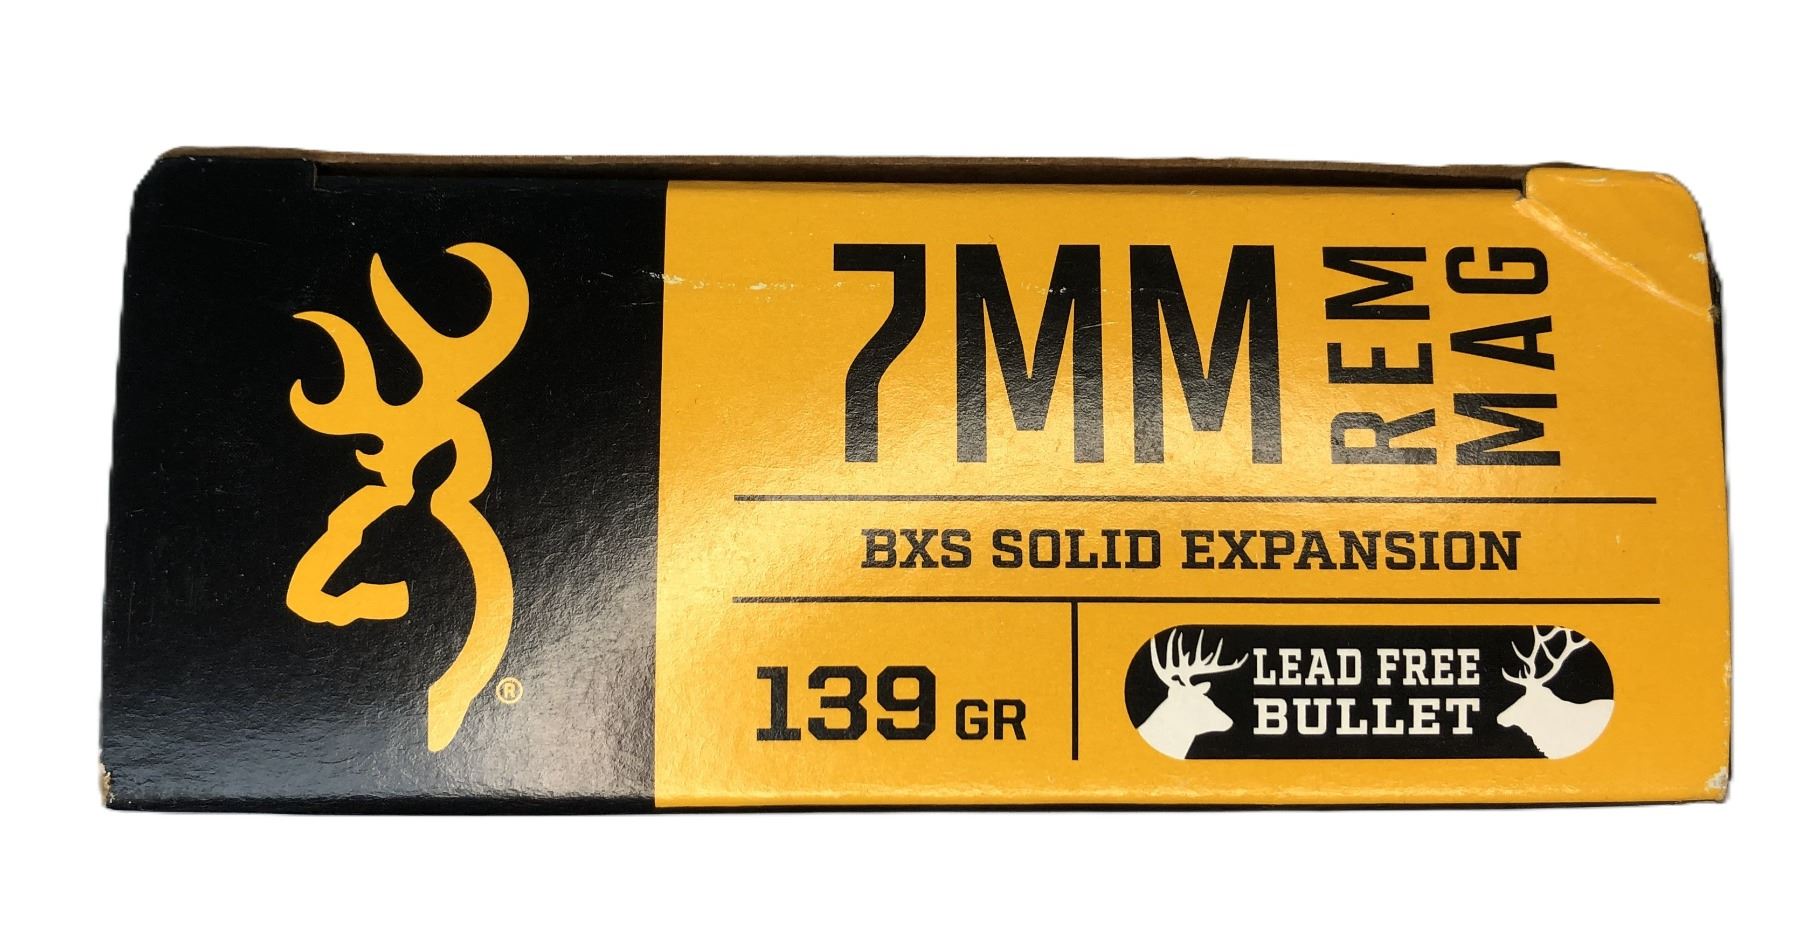 7MM REM MAG
BXS SOLID EXPANSION
139 GR
LEAD FREE
BULLET
®